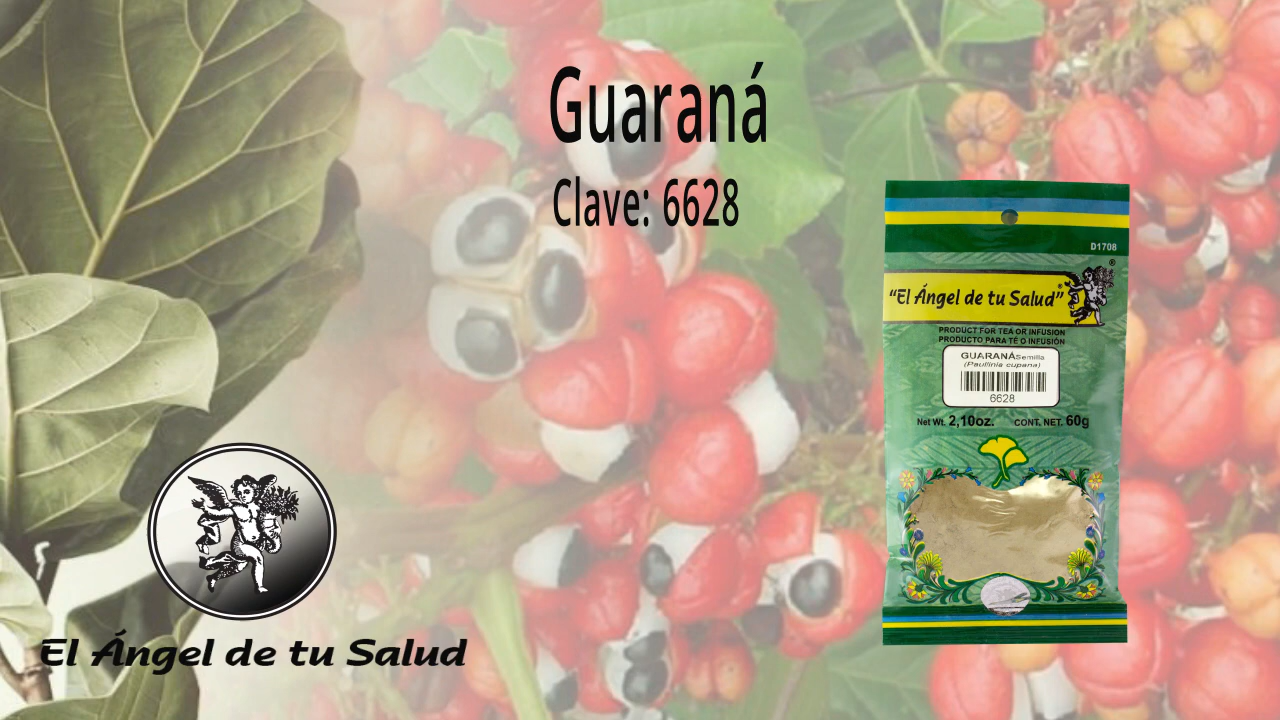 Guaraná
Clave: 6628
D1708
“El Ángel de tu Salud”®
PRODUCT FOR TEA OR INFUSION
PRODUCTO PARA TÉ O INFUSIÓN
GUARANÁ Semilla
(Paullinia cupana)
6628
Net Wt. 2,10oz. CONT. NET. 60g
El Ángel de tu Salud